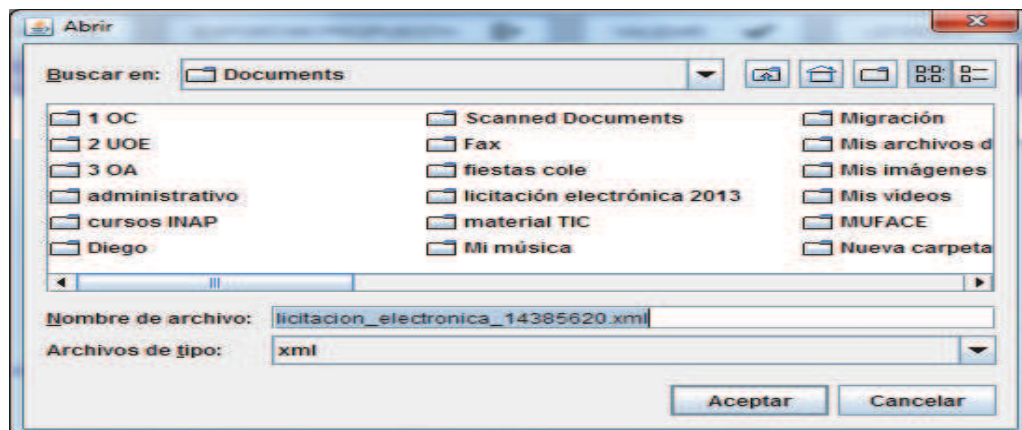 Abrir
Buscar en: Documents
1 OC
2 UOE
3 OA
administrativo
cursos INAP
Diego
Scanned Documents
Fax
fiestas cole
licitación electrónica 2013
material TIC
Mi música
Migración
Mis archivos d
Mis imágenes
Mis vídeos
MUFACE
Nueva carpeta
Nombre de archivo: licitacion_electronica_14385620.xml
Archivos de tipo: xml
Aceptar Cancelar